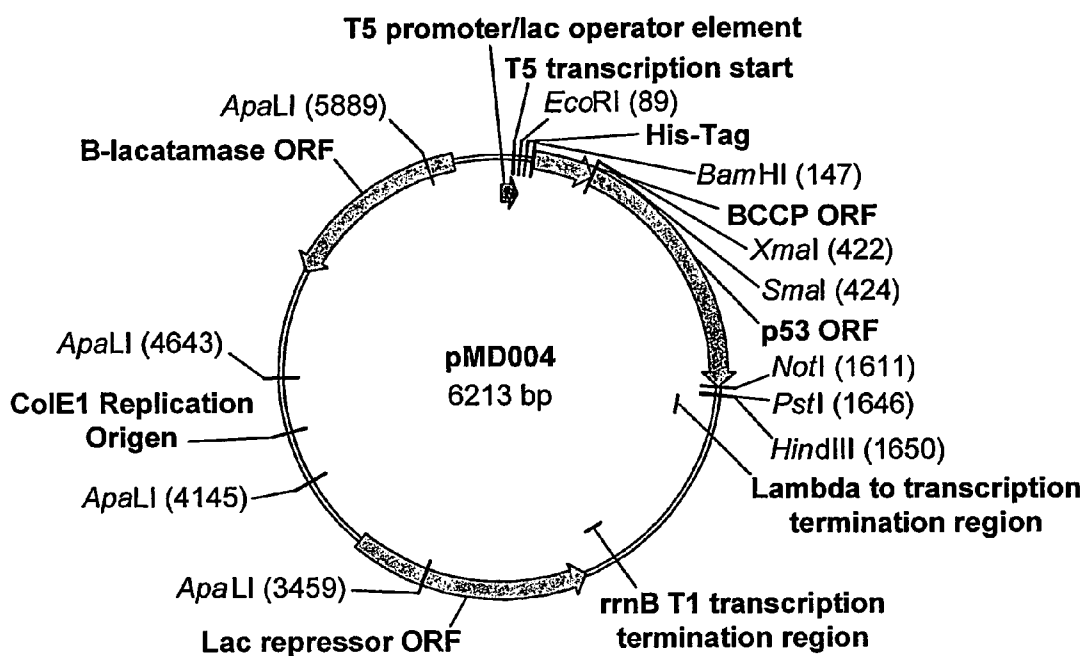 T5 promoter/lac operator element
T5 transcription start
EcoRI (89)
His-Tag
BamHI (147)
BCCP ORF
XmaI (422)
SmaI (424)
p53 ORF
NotI (1611)
PstI (1646)
HindIII (1650)
Lambda to transcription
termination region
rrnB T1 transcription
termination region
Lac repressor ORF
ApaLI (3459)
ApaLI (4145)
ColE1 Replication
Origen
ApaLI (4643)
B-lacatamase ORF
ApaLI (5889)
pMD004
6213 bp